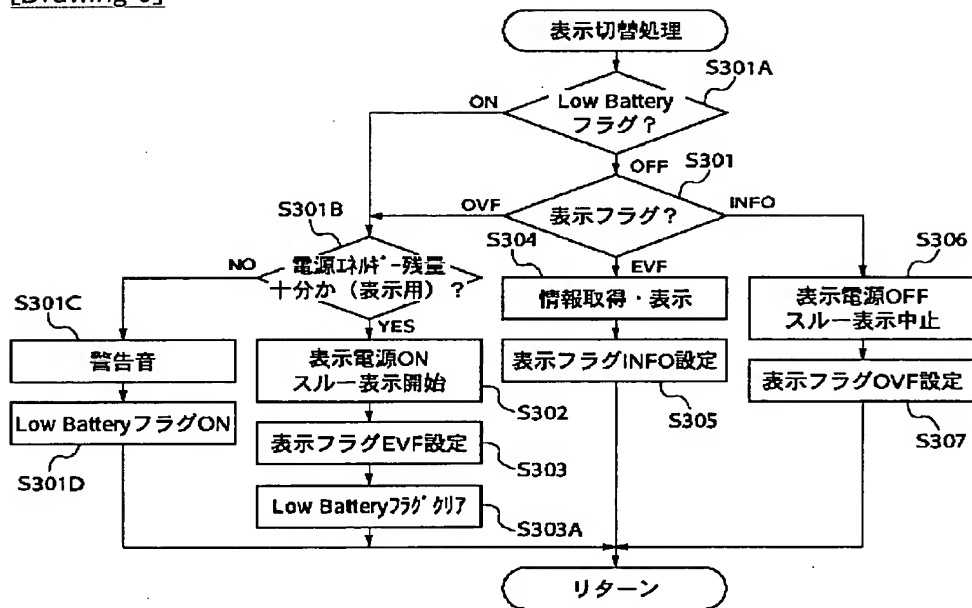 表示切替処理
S301A
ON
Low Battery
フラグ?
S301
OFF
OVF
表示フラグ?
INFO
S301B
S304
S306
NO
電源ｴﾈﾙｷﾞｰ残量
十分か(表示用)?
EVF
情報取得・表示
表示電源OFF
スルー表示中止
S301C
YES
警告音
表示電源ON
スルー表示開始
表示フラグINFO設定
表示フラグOVF設定
S302
S305
S307
Low BatteryフラグON
表示フラグEVF設定
S303
S301D
Low Batteryﾌﾗｸﾞｸﾘｱ
S303A
リターン